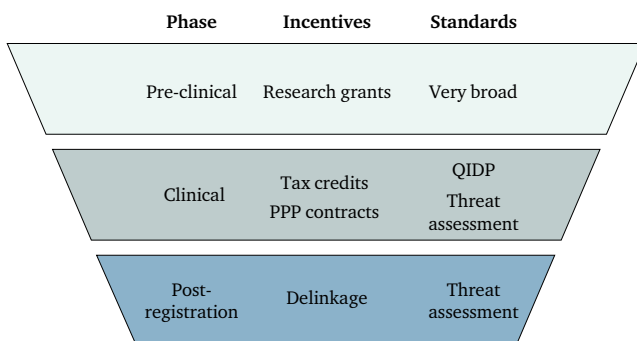 Phase Incentives Standards
Pre-clinical Research grants Very broad
QIDP
Clinical Tax credits
PPP contracts
Threat
assessment
Post-
registration
Delinkage
Threat
assessment